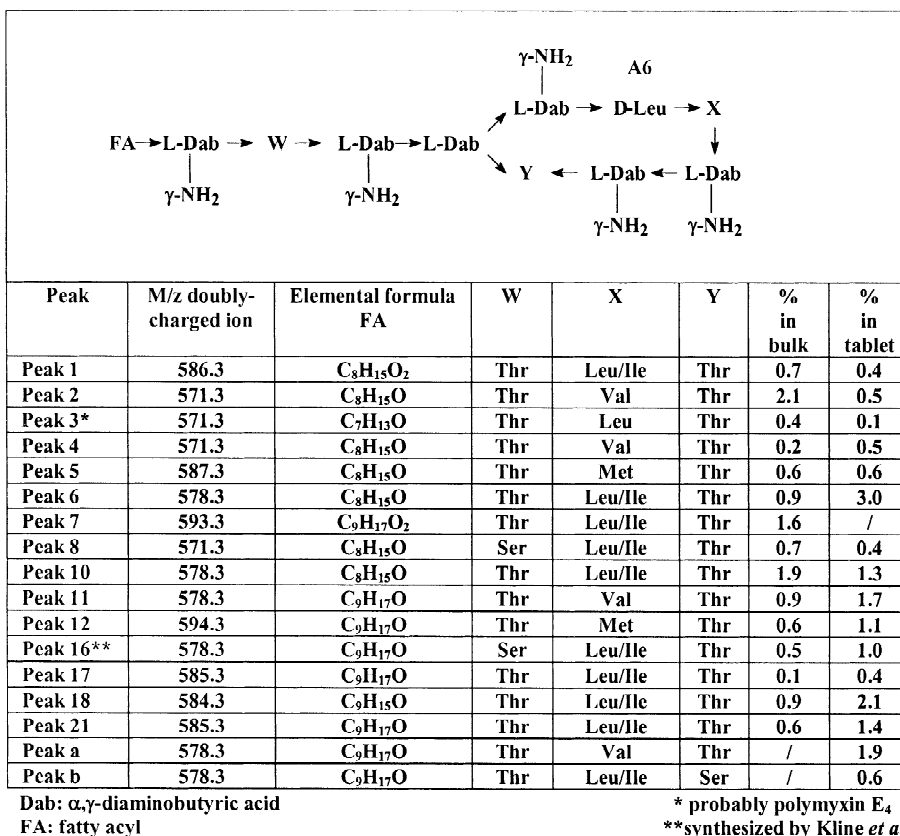 γ-NH2 A6
L-Dab → D-Leu → X
FA→L-Dab → W → L-Dab→L-Dab
Y ← L-Dab ← L-Dab
γ-NH2 γ-NH2
γ-NH2 γ-NH2
Peak M/z doubly-charged ion Elemental formula FA W X Y % in bulk % in tablet
Peak 1 586.3 C8H15O2 Thr Leu/Ile Thr 0.7 0.4
Peak 2 571.3 C8H15O Thr Val Thr 2.1 0.5
Peak 3* 571.3 C7H13O Thr Leu Thr 0.4 0.1
Peak 4 571.3 C8H15O Thr Val Thr 0.2 0.5
Peak 5 587.3 C8H15O Thr Met Thr 0.6 0.6
Peak 6 578.3 C8H15O Thr Leu/Ile Thr 0.9 3.0
Peak 7 593.3 C9H17O2 Thr Leu/Ile Thr 1.6 /
Peak 8 571.3 C8H15O Ser Leu/Ile Thr 0.7 0.4
Peak 10 578.3 C8H15O Thr Leu/Ile Thr 1.9 1.3
Peak 11 578.3 C9H17O Thr Val Thr 0.9 1.7
Peak 12 594.3 C9H17O Thr Met Thr 0.6 1.1
Peak 16** 578.3 C9H17O Ser Leu/Ile Thr 0.5 1.0
Peak 17 585.3 C9H17O Thr Leu/Ile Thr 0.1 0.4
Peak 18 584.3 C9H15O Thr Leu/Ile Thr 0.9 2.1
Peak 21 585.3 C9H17O Thr Leu/Ile Thr 0.6 1.4
Peak a 578.3 C9H17O Thr Val Thr / 1.9
Peak b 578.3 C9H17O Thr Leu/Ile Ser / 0.6
Dab: α,γ-diaminobutyric acid * probably polymyxin E4
FA: fatty acyl **synthesized by Kline et a